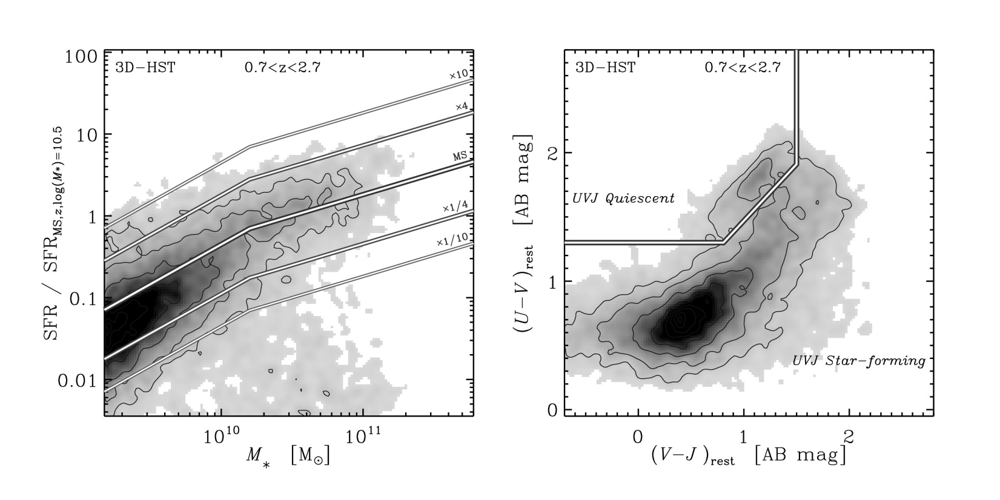 3D−HST 0.7<z<2.7
×10
×4
MS
×1/4
×1/10
100
10
1
0.1
0.01
SFR / SFR_MS,z,log(M*)=10.5
10^10 10^11
M_* [M_⊙]
3D−HST 0.7<z<2.7
UVJ Quiescent
UVJ Star−forming
2
1
0
(U−V)_rest [AB mag]
0 1 2
(V−J)_rest [AB mag]